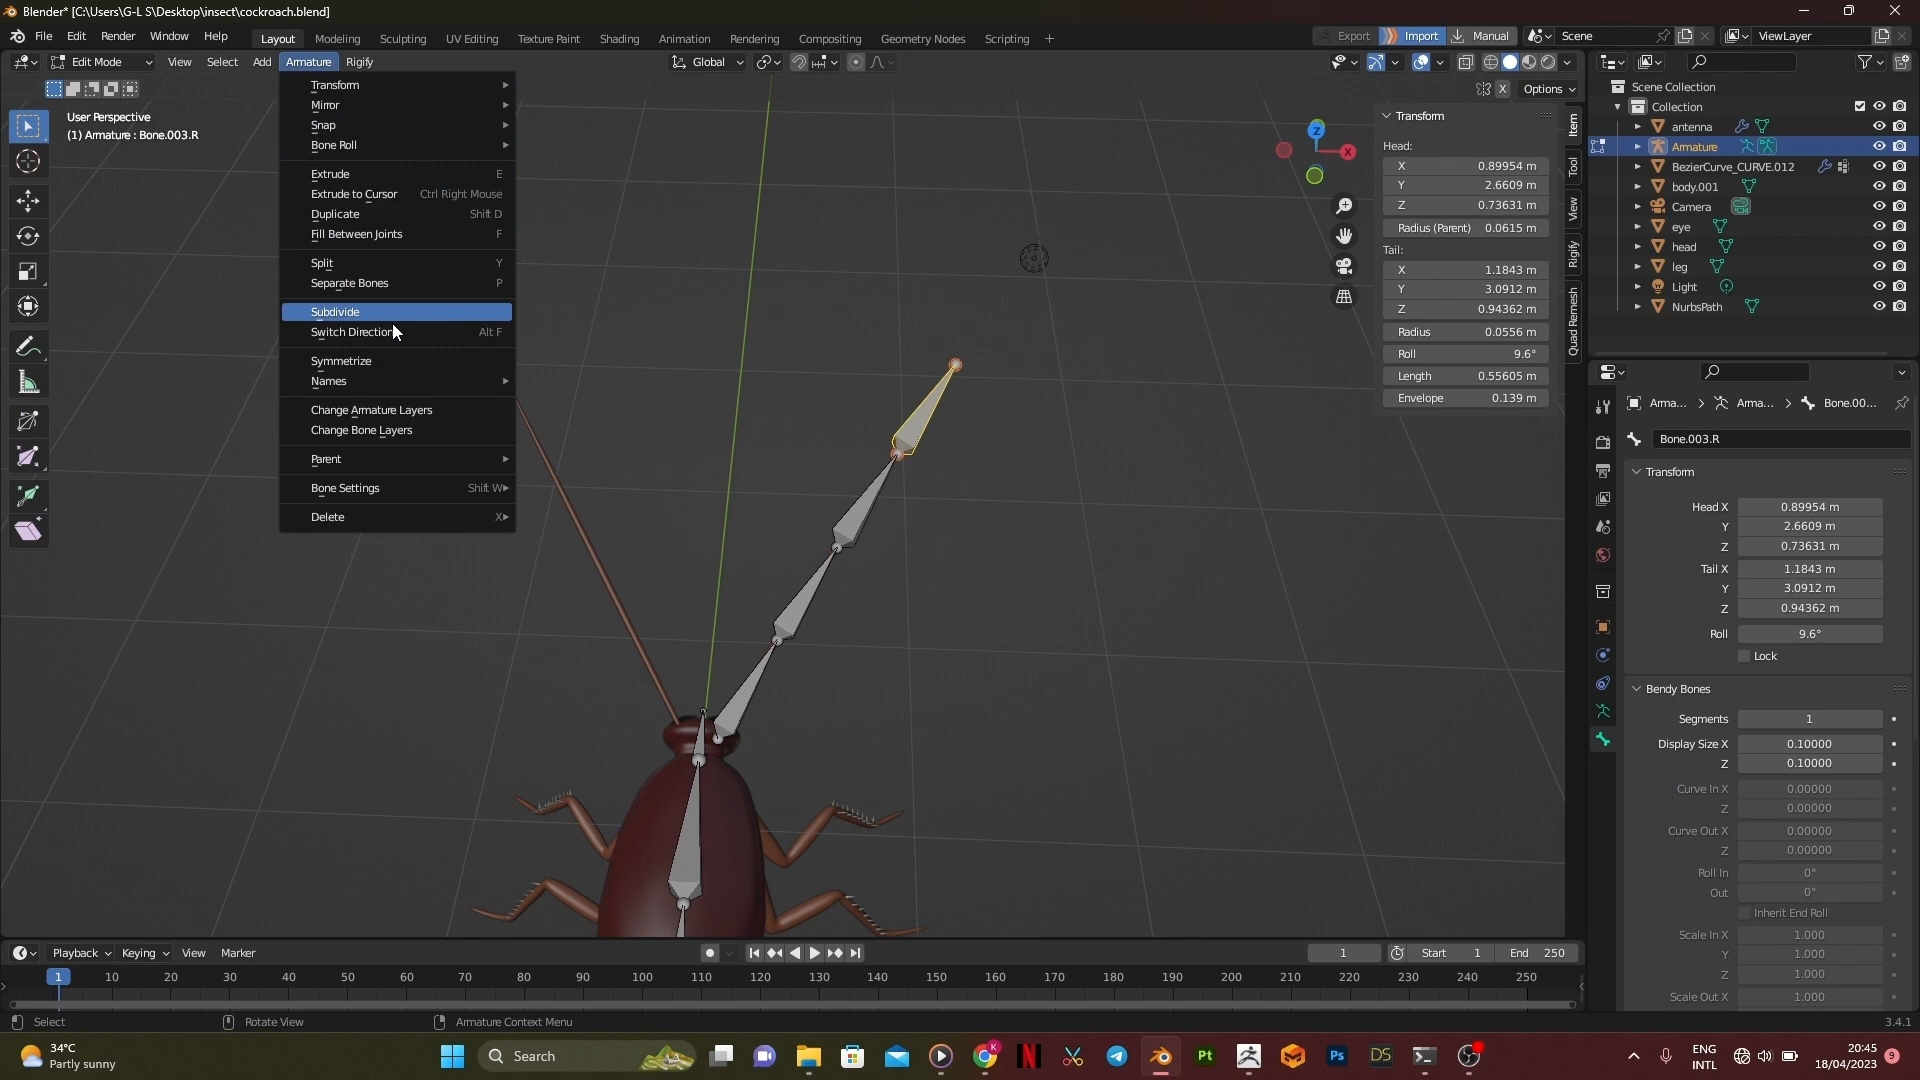 Blender* [C:\Users\G-L S\Desktop\insect\cockroach.blend]
File Edit Render Window Help Layout Modeling Sculpting UV Editing Texture Paint Shading Animation Rendering Compositing Geometry Nodes Scripting + Export Import Manual Scene ViewLayer
Edit Mode View Select Add Armature Rigify Global
X Options
User Perspective
(1) Armature : Bone.003.R
Transform
Mirror
Snap
Bone Roll
Extrude E
Extrude to Cursor Ctrl Right Mouse
Duplicate Shift D
Fill Between Joints F
Split Y
Separate Bones P
Subdivide
Switch Direction Alt F
Symmetrize
Names
Change Armature Layers
Change Bone Layers
Parent
Bone Settings Shift W
Delete X
Z
X
Transform
Head:
X 0.89954 m
Y 2.6609 m
Z 0.73631 m
Radius (Parent) 0.0615 m
Tail:
X 1.1843 m
Y 3.0912 m
Z 0.94362 m
Radius 0.0556 m
Roll 9.6°
Length 0.55605 m
Envelope 0.139 m
Item
Tool
View
Rigify
Quad Remesh
Scene Collection
Collection
antenna
Armature
BezierCurve_CURVE.012
body.001
Camera
eye
head
leg
Light
NurbsPath
Arma... > Arma... > Bone.00...
Bone.003.R
Transform
Head X 0.89954 m
Y 2.6609 m
Z 0.73631 m
Tail X 1.1843 m
Y 3.0912 m
Z 0.94362 m
Roll 9.6°
Lock
Bendy Bones
Segments 1
Display Size X 0.10000
Z 0.10000
Curve In X 0.00000
Z 0.00000
Curve Out X 0.00000
Z 0.00000
Roll In 0°
Out 0°
Inherit End Roll
Scale In X 1.000
Y 1.000
Z 1.000
Scale Out X 1.000
Playback Keying View Marker 1 Start 1 End 250
1 10 20 30 40 50 60 70 80 90 100 110 120 130 140 150 160 170 180 190 200 210 220 230 240 250
Select Rotate View Armature Context Menu 3.4.1
34°C
Partly sunny
Search
K
N
Pt
Ps
DS
ENG
INTL
20:45
18/04/2023
9